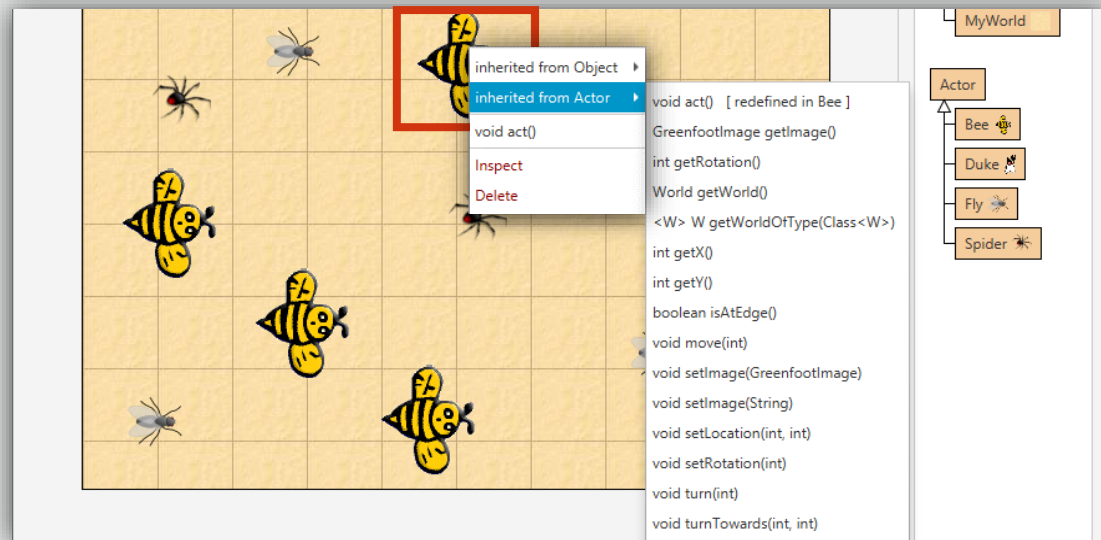 MyWorld
Actor
Bee
Duke
Fly
Spider
inherited from Object
inherited from Actor
void act()
Inspect
Delete
void act() [ redefined in Bee ]
GreenfootImage getImage()
int getRotation()
World getWorld()
<W> W getWorldOfType(Class<W>)
int getX()
int getY()
boolean isAtEdge()
void move(int)
void setImage(GreenfootImage)
void setImage(String)
void setLocation(int, int)
void setRotation(int)
void turn(int)
void turnTowards(int, int)